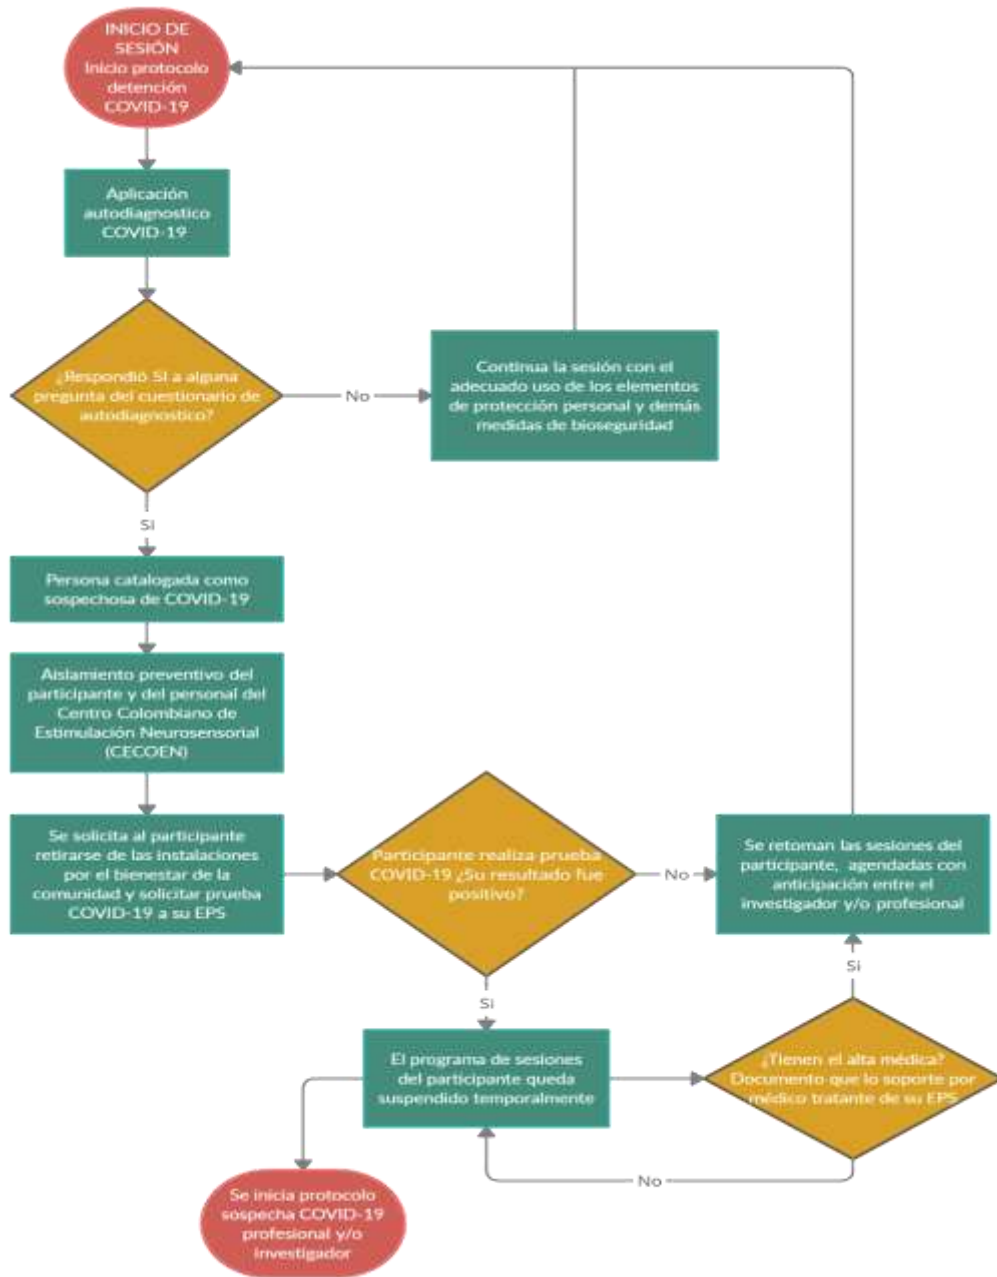 INICIO DE
SESIÓN
Inicio protocolo
detención
COVID-19
Aplicación
autodiagnostico
COVID-19
¿Respondió SI a alguna
pregunta del cuestionario de
autodiagnostico?
No
Continua la sesión con el
adecuado uso de los elementos
de protección personal y demás
medidas de bioseguridad
Si
Persona catalogada como
sospechosa de COVID-19
Aislamiento preventivo del
participante y del personal del
Centro Colombiano de
Estimulación Neurosensorial
(CECOEN)
Se solicita al participante
retirarse de las instalaciones
por el bienestar de la
comunidad y solicitar prueba
COVID-19 a su EPS
Participante realiza prueba
COVID-19 ¿Su resultado fue
positivo?
No
Se retoman las sesiones del
participante, agendadas con
anticipación entre el
investigador y/o profesional
Si
Si
El programa de sesiones
del participante queda
suspendido temporalmente
¿Tienen el alta médica?
Documento que lo soporte por
médico tratante de su EPS
No
Se inicia protocolo
sospecha COVID-19
profesional y/o
investigador